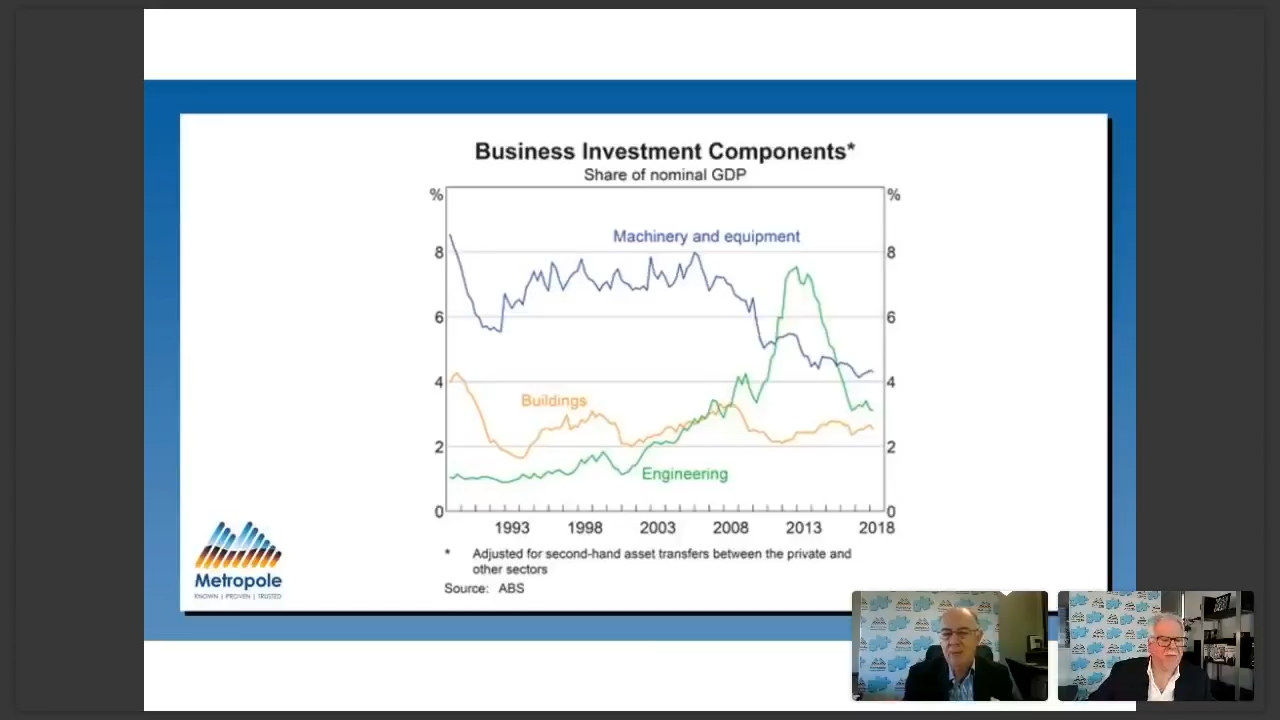 Business Investment Components*
Share of nominal GDP
% %
Machinery and equipment
8 8
6 6
4 4
Buildings
2 2
Engineering
0 0
1993 1998 2003 2008 2013 2018
* Adjusted for second-hand asset transfers between the private and
other sectors
Source: ABS
Metropole
KNOWN | PROVEN | TRUSTED